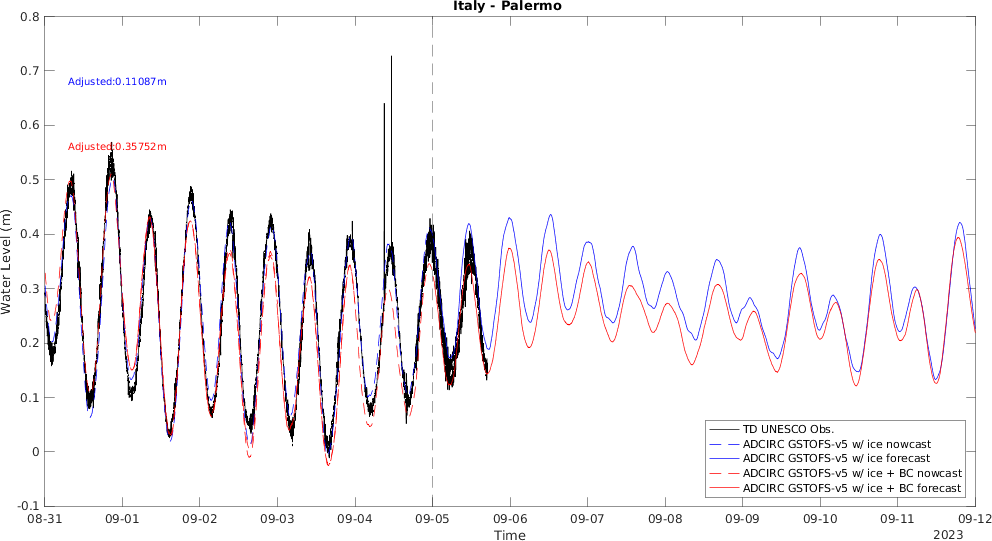 Italy - Palermo
0.8
0.7
0.6
0.5
0.4
0.3
0.2
0.1
0
-0.1
Water Level (m)
Adjusted:0.11087m
Adjusted:0.35752m
TD UNESCO Obs.
ADCIRC GSTOFS-v5 w/ ice nowcast
ADCIRC GSTOFS-v5 w/ ice forecast
ADCIRC GSTOFS-v5 w/ ice + BC nowcast
ADCIRC GSTOFS-v5 w/ ice + BC forecast
08-31 09-01 09-02 09-03 09-04 09-05 09-06 09-07 09-08 09-09 09-10 09-11 09-12
Time
2023